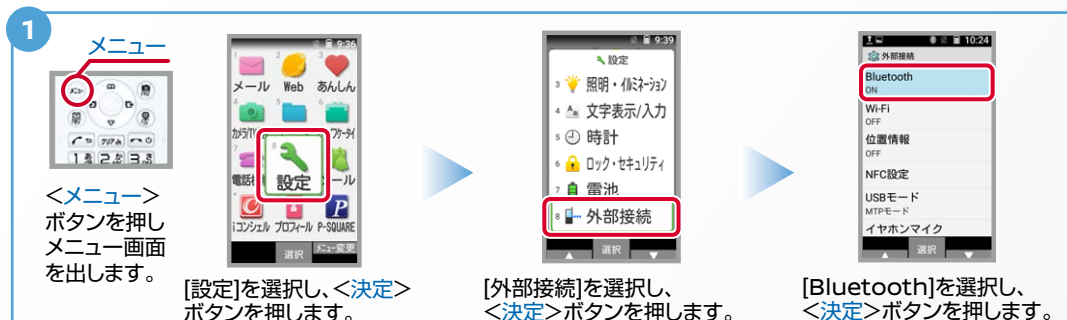 1
メニュー
<メニュー>
ボタンを押し
メニュー画面
を出します。
9:36
メール Web あんしん
設定
iコンシェル プロフィール P-SQUARE
選択 メニュー変更
[設定]を選択し、<決定>
ボタンを押します。
9:39
設定
3 照明・イルミネーション
4 文字表示/入力
5 時計
6 ロック・セキュリティ
7 電池
8 外部接続
選択
[外部接続]を選択し、
<決定>ボタンを押します。
10:24
外部接続
Bluetooth
ON
Wi-Fi
OFF
位置情報
OFF
NFC設定
USBモード
MTPモード
イヤホンマイク
選択
[Bluetooth]を選択し、
<決定>ボタンを押します。